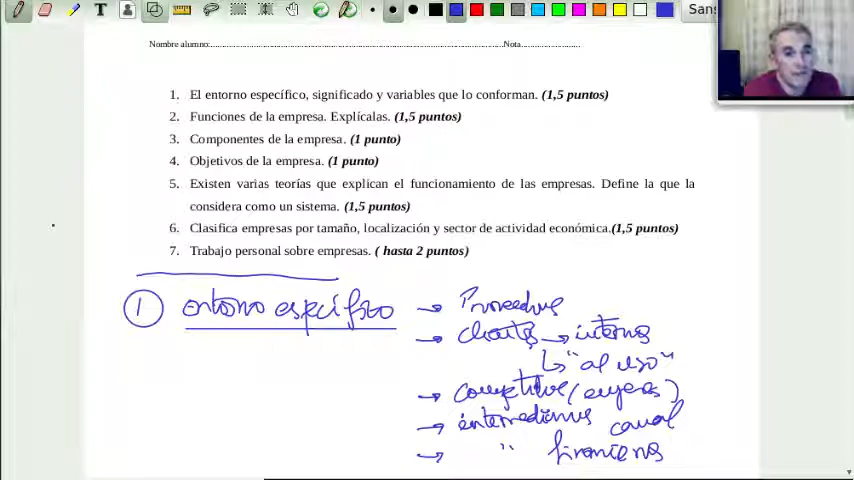 Sans
Nombre alumno:.......................................................................................Nota......................
1. El entorno específico, significado y variables que lo conforman. (1,5 puntos)
2. Funciones de la empresa. Explícalas. (1,5 puntos)
3. Componentes de la empresa. (1 punto)
4. Objetivos de la empresa. (1 punto)
5. Existen varias teorías que explican el funcionamiento de las empresas. Define la que la
considera como un sistema. (1,5 puntos)
6. Clasifica empresas por tamaño, localización y sector de actividad económica.(1,5 puntos)
7. Trabajo personal sobre empresas. ( hasta 2 puntos)
1 entorno específico → Proveedores
→ clientes → internos
↳ "al uso"
→ competitive (empresas)
→ intermediarios canal
→ " financieros